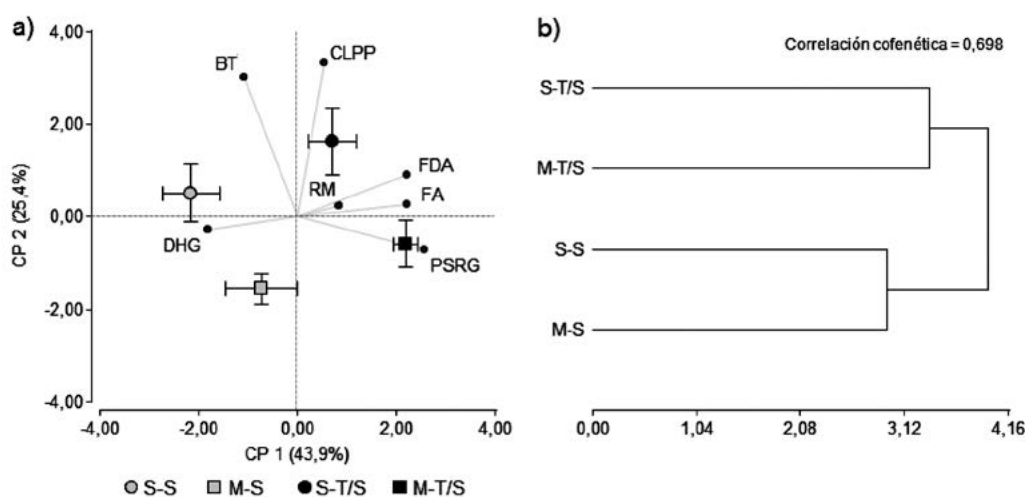 a)
4,00
2,00
0,00
-2,00
-4,00
CP 2 (25,4%)
BT
CLPP
FDA
RM
FA
DHG
PSRG
-4,00 -2,00 0,00 2,00 4,00
CP 1 (43,9%)
S-S M-S S-T/S M-T/S
b)
Correlación cofenética = 0,698
S-T/S
M-T/S
S-S
M-S
0,00 1,04 2,08 3,12 4,16